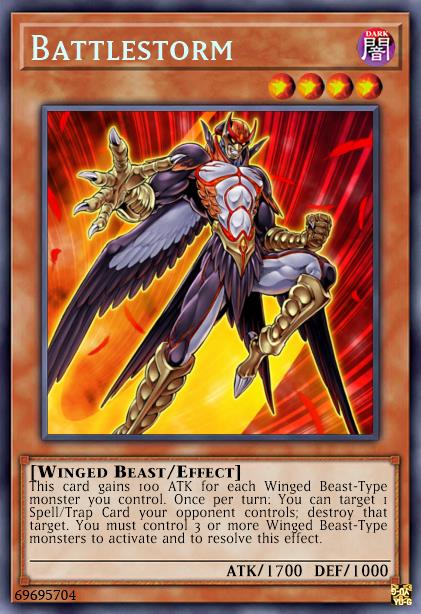 BATTLESTORM
DARK
闇
[WINGED BEAST/EFFECT]
This card gains 100 ATK for each Winged Beast-Type
monster you control. Once per turn: You can target 1
Spell/Trap Card your opponent controls; destroy that
target. You must control 3 or more Winged Beast-Type
monsters to activate and to resolve this effect.
ATK/1700 DEF/1000
69695704